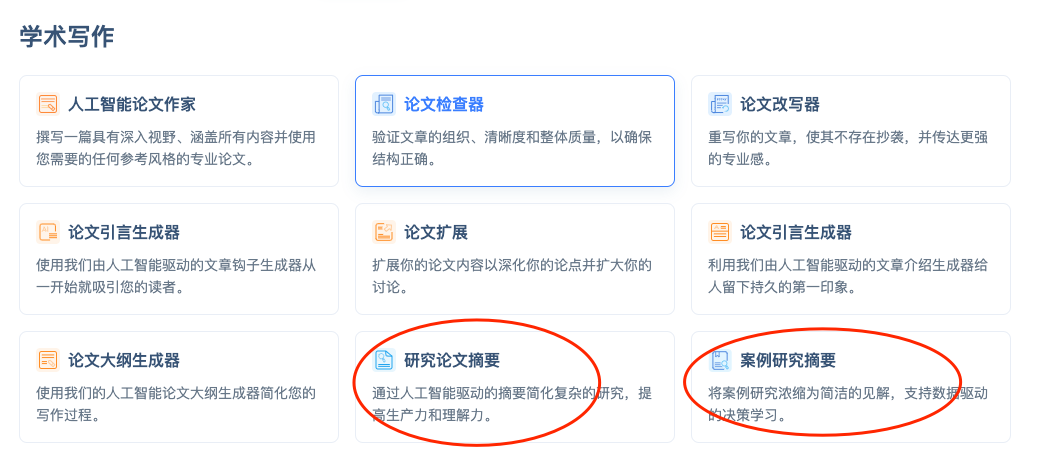 学术写作
人工智能论文作家
撰写一篇具有深入视野、涵盖所有内容并使用
您需要的任何参考风格的专业论文。
论文检查器
验证文章的组织、清晰度和整体质量，以确保
结构正确。
论文改写器
重写你的文章，使其不存在抄袭，并传达更强
的专业感。
论文引言生成器
使用我们由人工智能驱动的文章钩子生成器从
一开始就吸引您的读者。
论文扩展
扩展你的论文内容以深化你的论点并扩大你的
讨论。
论文引言生成器
利用我们由人工智能驱动的文章介绍生成器给
人留下持久的第一印象。
论文大纲生成器
使用我们的人工智能论文大纲生成器简化您的
写作过程。
研究论文摘要
通过人工智能驱动的摘要简化复杂的研究，提
高生产力和理解力。
案例研究摘要
将案例研究浓缩为简洁的见解，支持数据驱动
的决策学习。